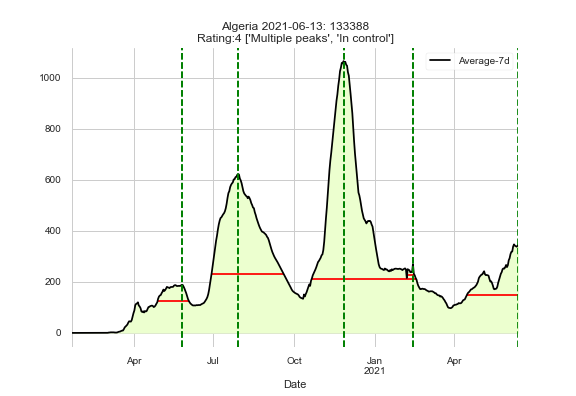 Algeria 2021-06-13: 133388
Rating:4 ['Multiple peaks', 'In control']
Average-7d
1000
800
600
400
200
0
Apr
Jul
Oct
Jan
2021
Apr
Date